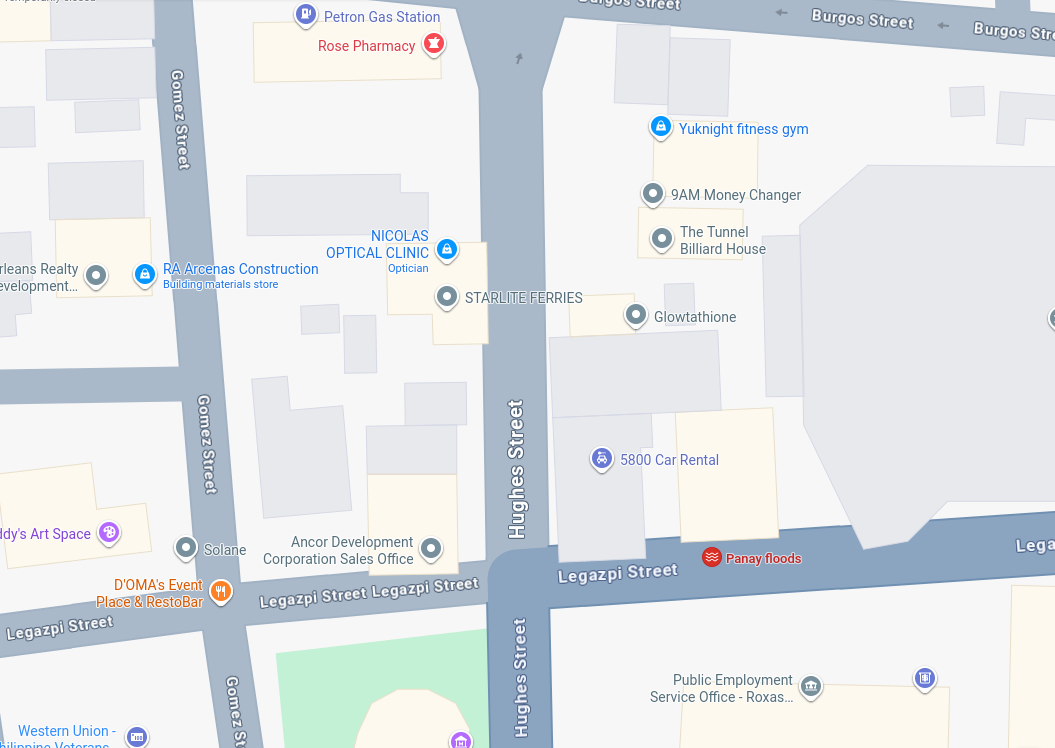 Burgos Street
Burgos Street
Burgos Stre
Petron Gas Station
Rose Pharmacy
Gomez Street
Yuknight fitness gym
9AM Money Changer
The Tunnel
Billiard House
NICOLAS
OPTICAL CLINIC
Optician
rleans Realty
evelopment…
RA Arcenas Construction
Building materials store
STARLITE FERRIES
Glowtathione
Gomez Street
Hughes Street
5800 Car Rental
ddy's Art Space
Solane
Ancor Development
Corporation Sales Office
Panay floods
Lega
Legazpi Street
D'OMA's Event
Place & RestoBar
Legazpi Street Legazpi Street
Legazpi Street
Hughes Street
Gomez St
Public Employment
Service Office - Roxas…
Western Union -
hilippine Veterans